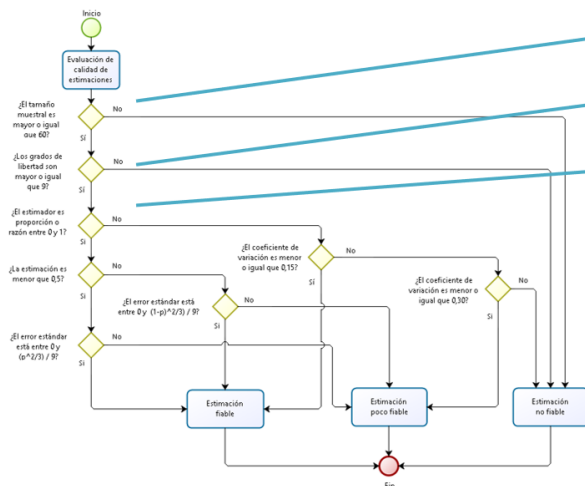 Inicio
Evaluación de
calidad de
estimaciones
¿El tamaño
muestral es
mayor o igual
que 60?
No
Sí
¿Los grados de
libertad son
mayor o igual
que 9?
No
Sí
¿El estimador es
proporción o
razón entre 0 y 1?
No
Si
¿El coeficiente de
variación es menor
o igual que 0,15?
No
Sí
¿La estimación es
menor que 0,5?
No
Si
¿El coeficiente de
variación es menor o
igual que 0,30?
No
Si
¿El error estándar está
entre 0 y (1-p)^2/3) / 9?
No
Si
¿El error estándar
está entre 0 y
(p^2/3) / 9?
No
Si
Estimación
fiable
Estimación
poco fiable
Estimación
no fiable
Fin